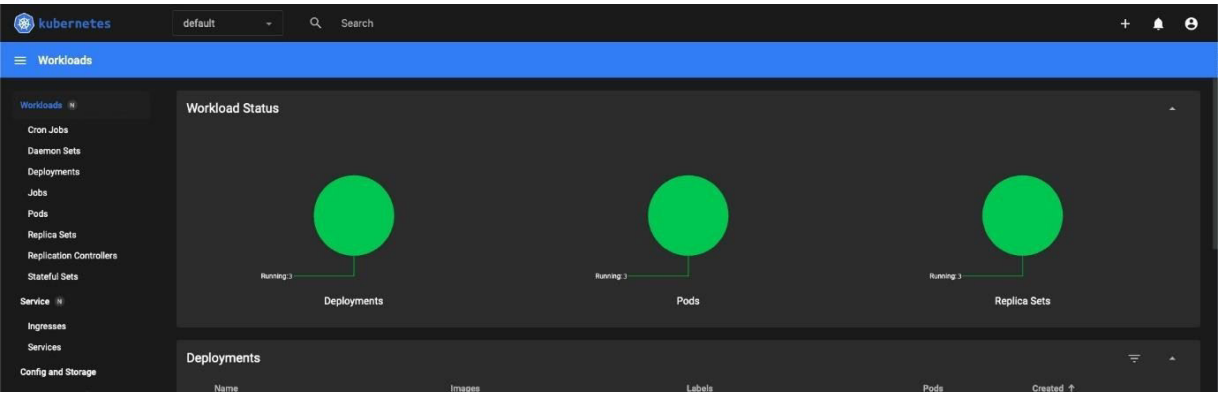 kubernetes
default
Search
Workloads
Workloads N
Cron Jobs
Daemon Sets
Deployments
Jobs
Pods
Replica Sets
Replication Controllers
Stateful Sets
Service N
Ingresses
Services
Config and Storage
Workload Status
Running: 3
Deployments
Running: 3
Pods
Running: 3
Replica Sets
Deployments
Name Images Labels Pods Created ↑